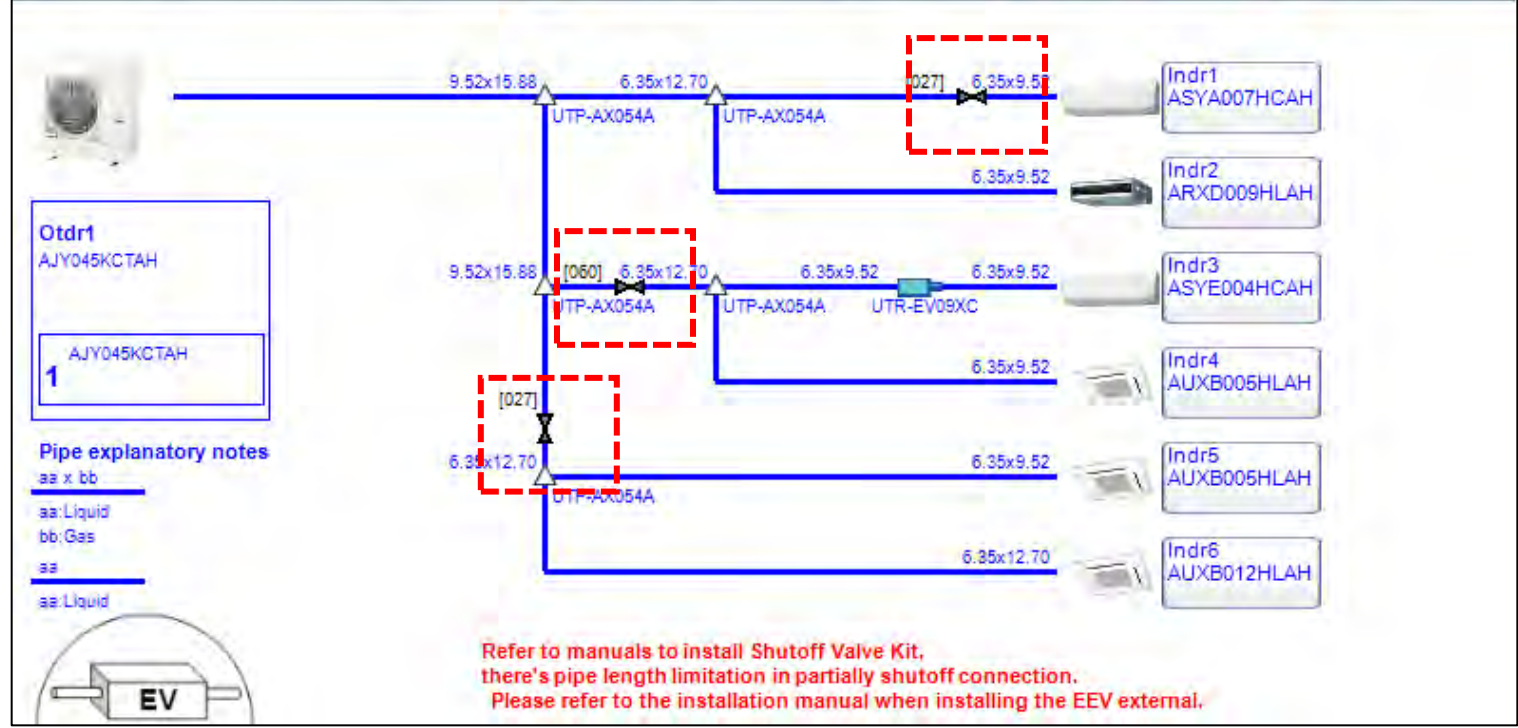 9.52x15.88
6.35x12.70
[027]
6.35x9.52
Indr1
ASYA007HCAH
UTP-AX054A
UTP-AX054A
6.35x9.52
Indr2
ARXD009HLAH
Otdr1
AJY045KCTAH
9.52x15.88
[060]
6.35x12.70
6.35x9.52
6.35x9.52
Indr3
ASYE004HCAH
UTP-AX054A
UTP-AX054A
UTR-EV09XC
AJY045KCTAH
1
6.35x9.52
Indr4
AUXB005HLAH
[027]
Pipe explanatory notes
aa x bb
aa:Liquid
bb:Gas
aa
aa:Liquid
6.35x12.70
6.35x9.52
Indr5
AUXB005HLAH
UTP-AX054A
6.35x12.70
Indr6
AUXB012HLAH
EV
Refer to manuals to install Shutoff Valve Kit,
there's pipe length limitation in partially shutoff connection.
Please refer to the installation manual when installing the EEV external.